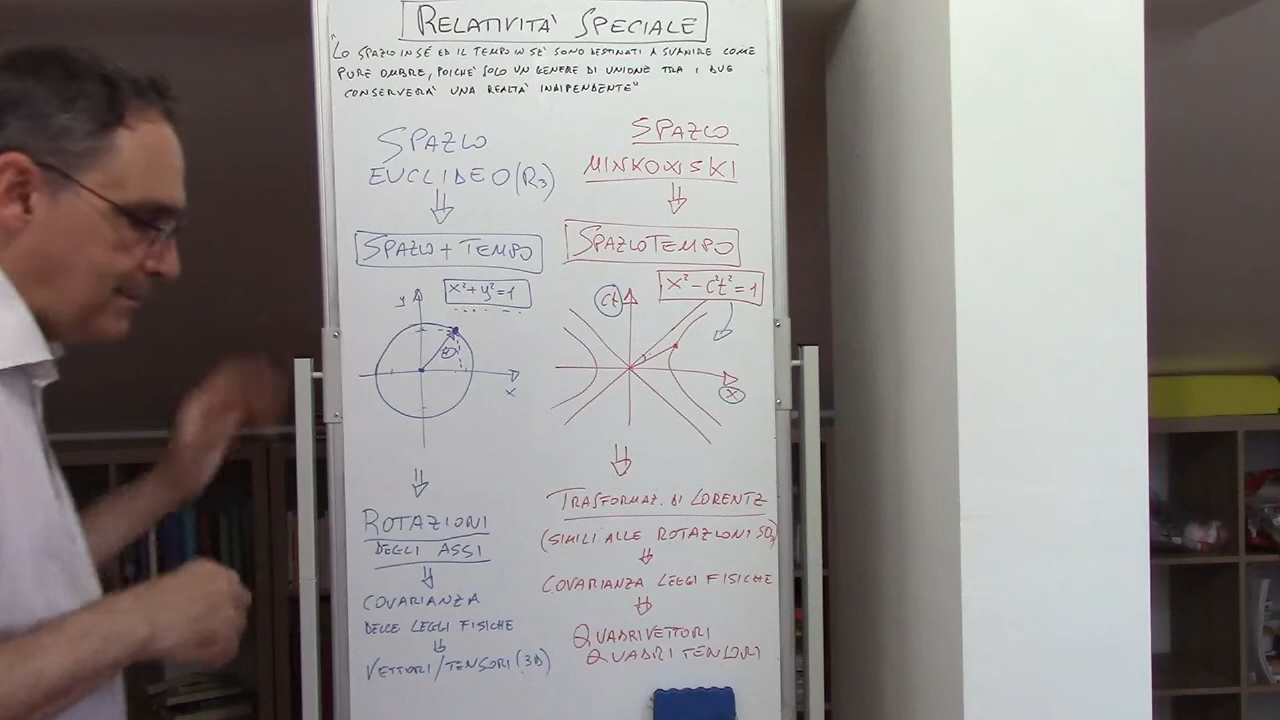 RELATIVITA' SPECIALE
"LO SPAZIO IN SÉ ED IL TEMPO IN SÉ SONO DESTINATI A SVANIRE COME
PURE OMBRE, POICHÈ SOLO UN GENERE DI UNIONE TRA I DUE
CONSERVERÀ UNA REALTÀ INDIPENDENTE"
SPAZIO
EUCLIDEO (R3)
⇓
SPAZIO + TEMPO
x²+y²=1
y
θ
x
⇓
ROTAZIONI
DEGLI ASSI
⇓
COVARIANZA
DELLE LEGGI FISICHE
⇓
VETTORI/TENSORI (3D)
SPAZIO
MINKOWSKI
⇓
SPAZIOTEMPO
x²-c²t²=1
ct
x
⇓
TRASFORMAZ. DI LORENTZ
(SIMILI ALLE ROTAZIONI SO3)
⇓
COVARIANZA LEGGI FISICHE
⇓
QUADRIVETTORI
QUADRI TENSORI